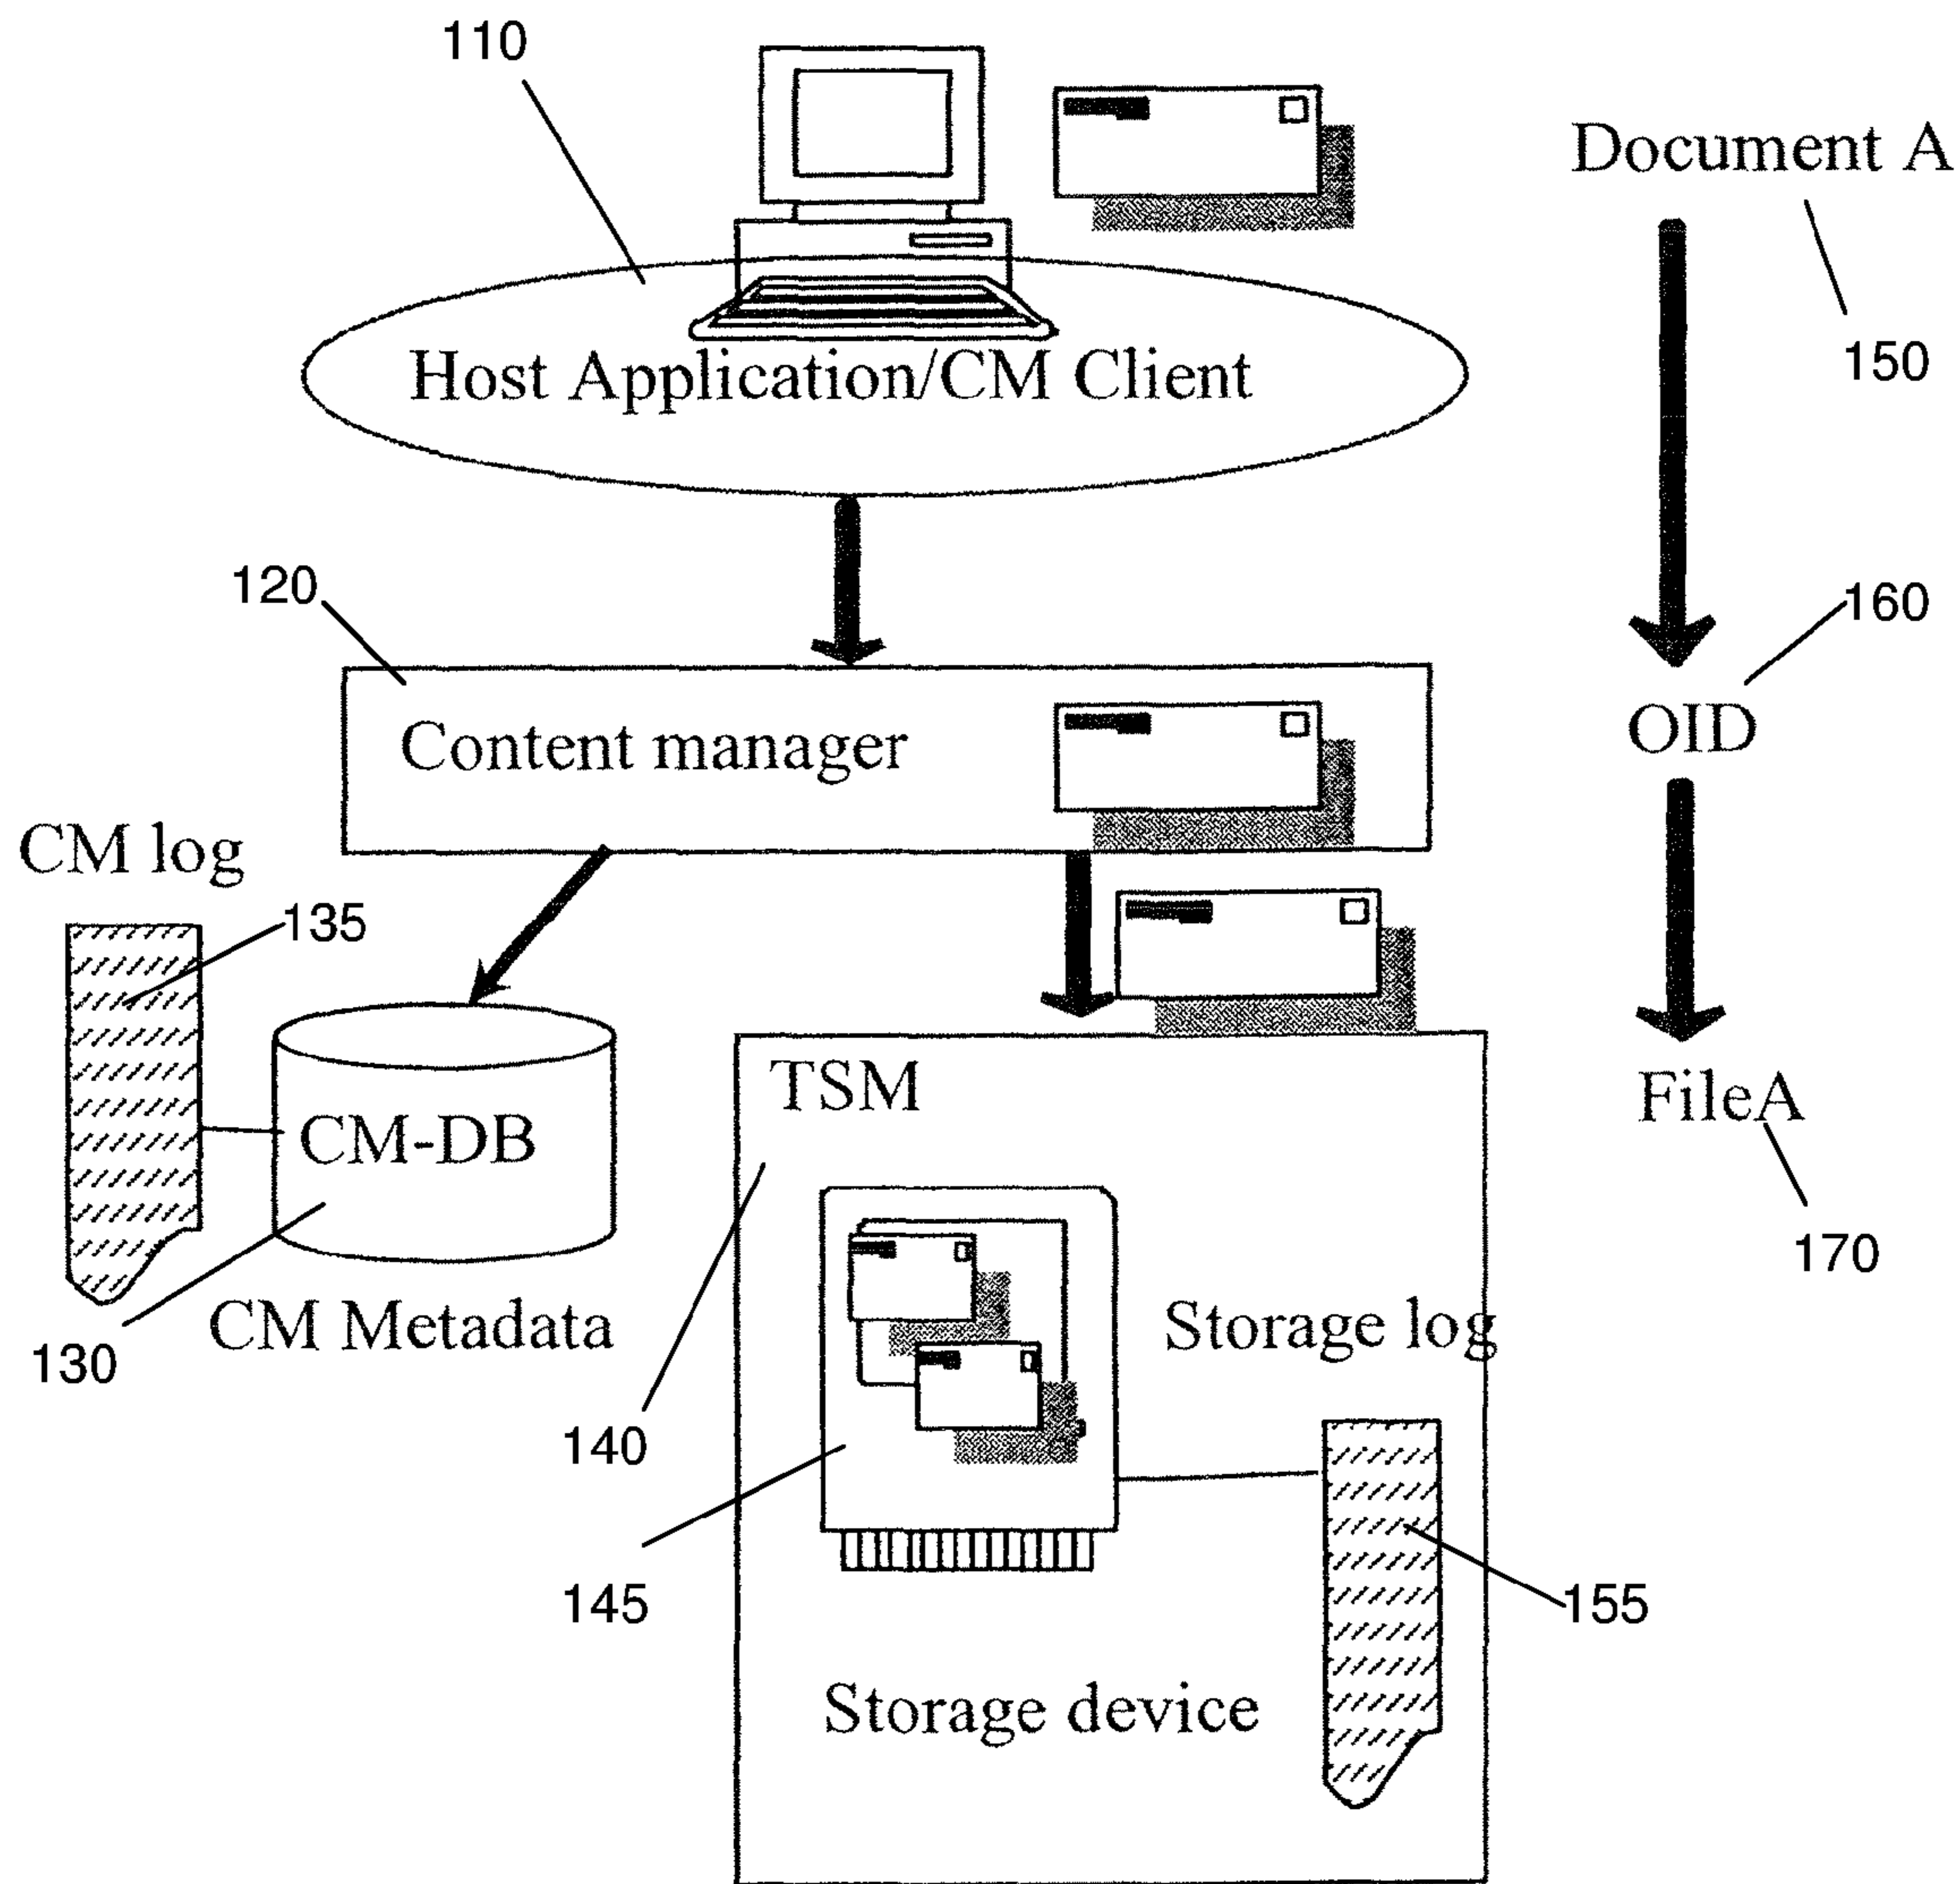 110
Document A
150
Host Application/CM Client
120
160
Content manager
OID
CM log
135
TSM
FileA
CM-DB
170
130
CM Metadata
Storage log
140
145
155
Storage device